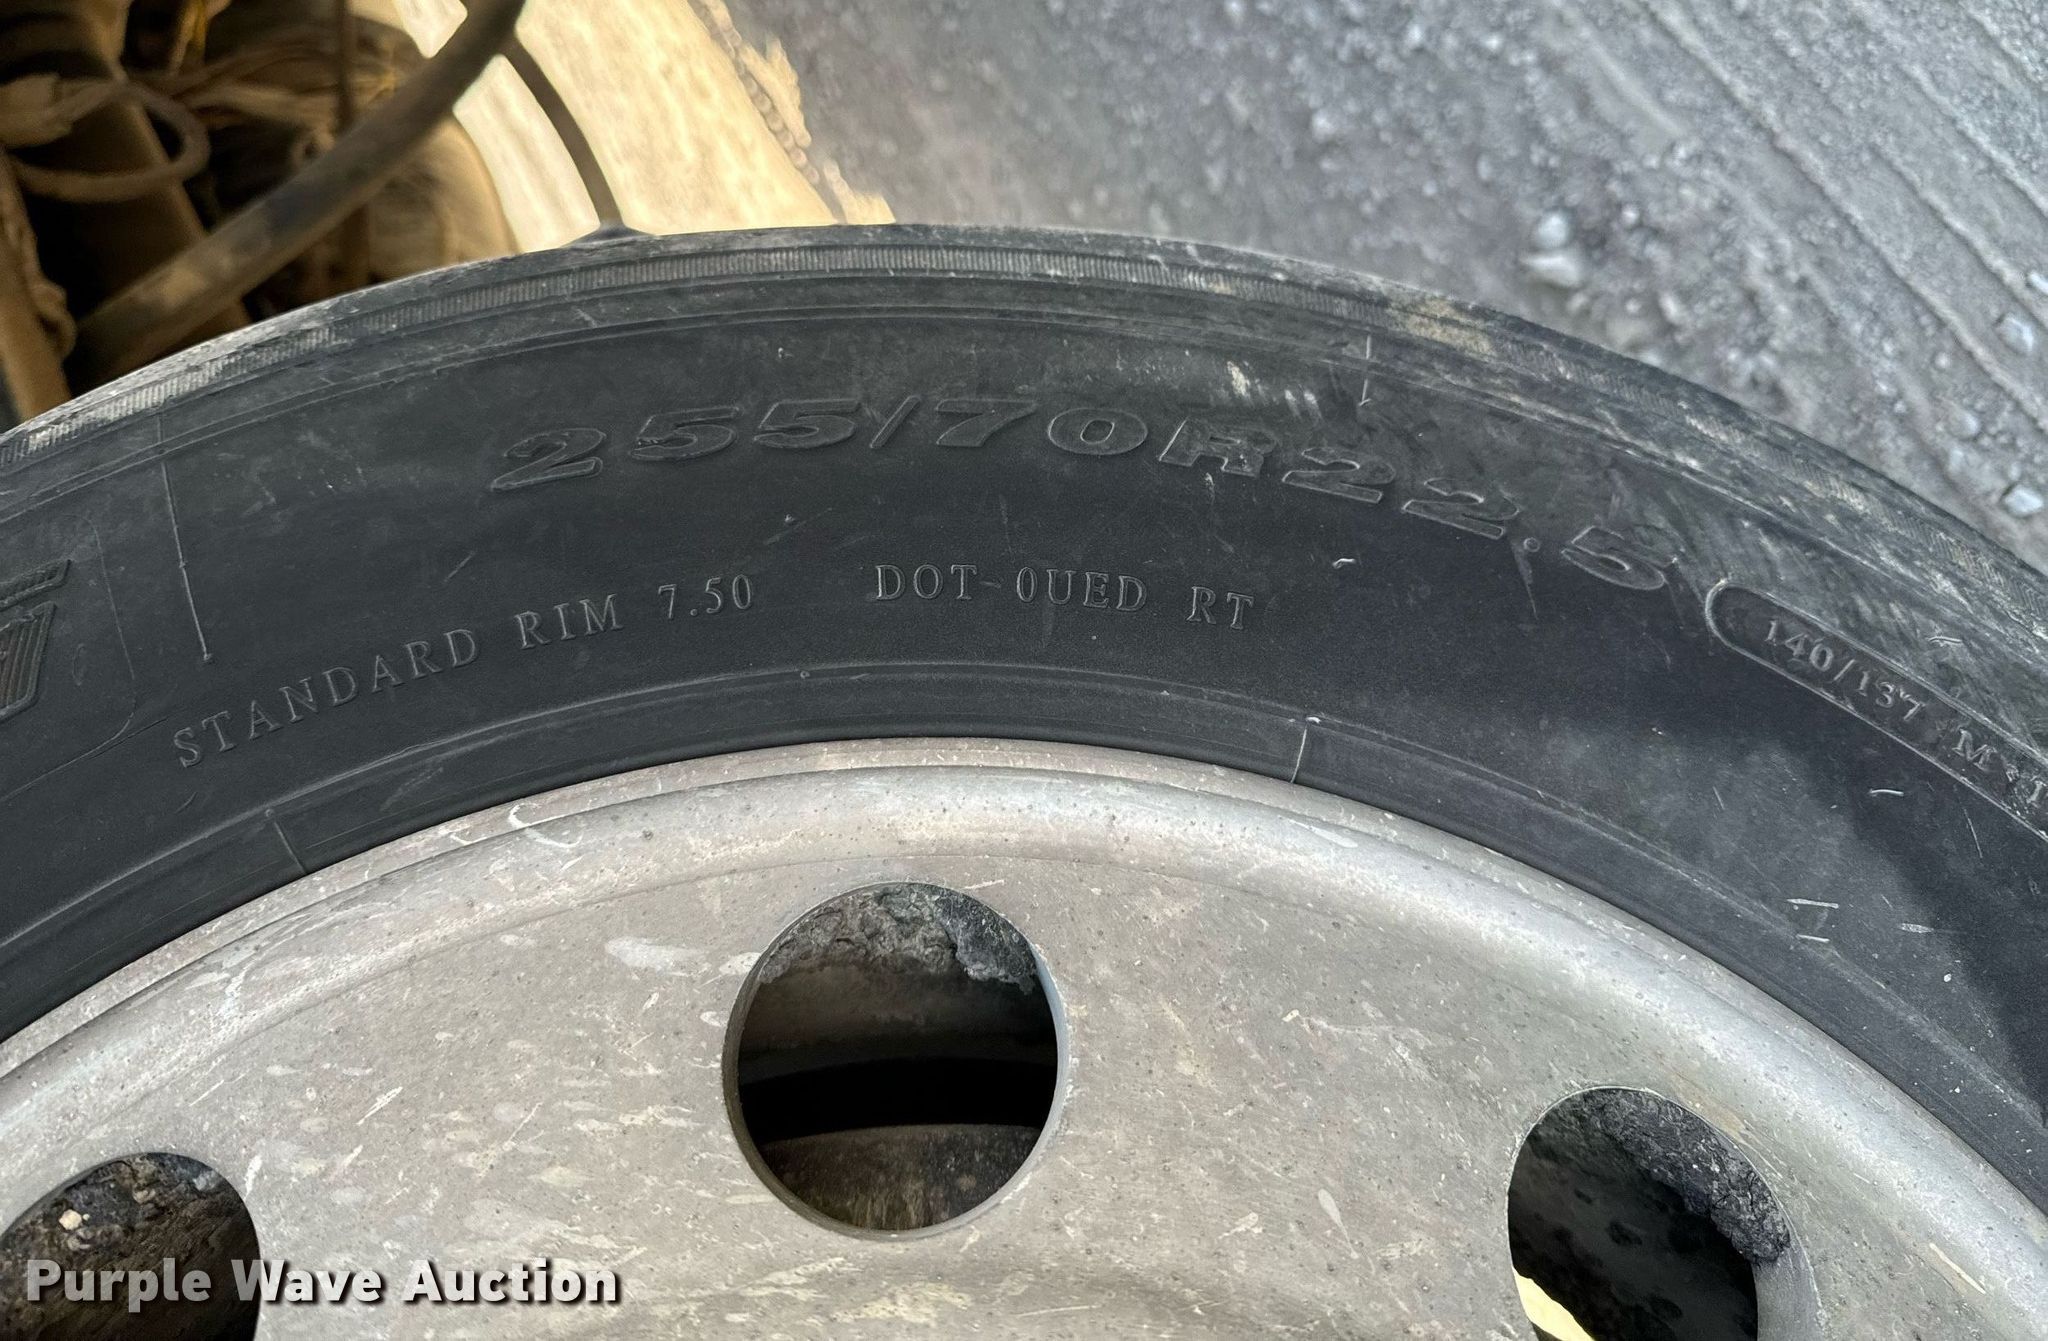 255/70R22.5
STANDARD RIM 7.50 DOT-0UED RT
140/137 M
Purple Wave Auction